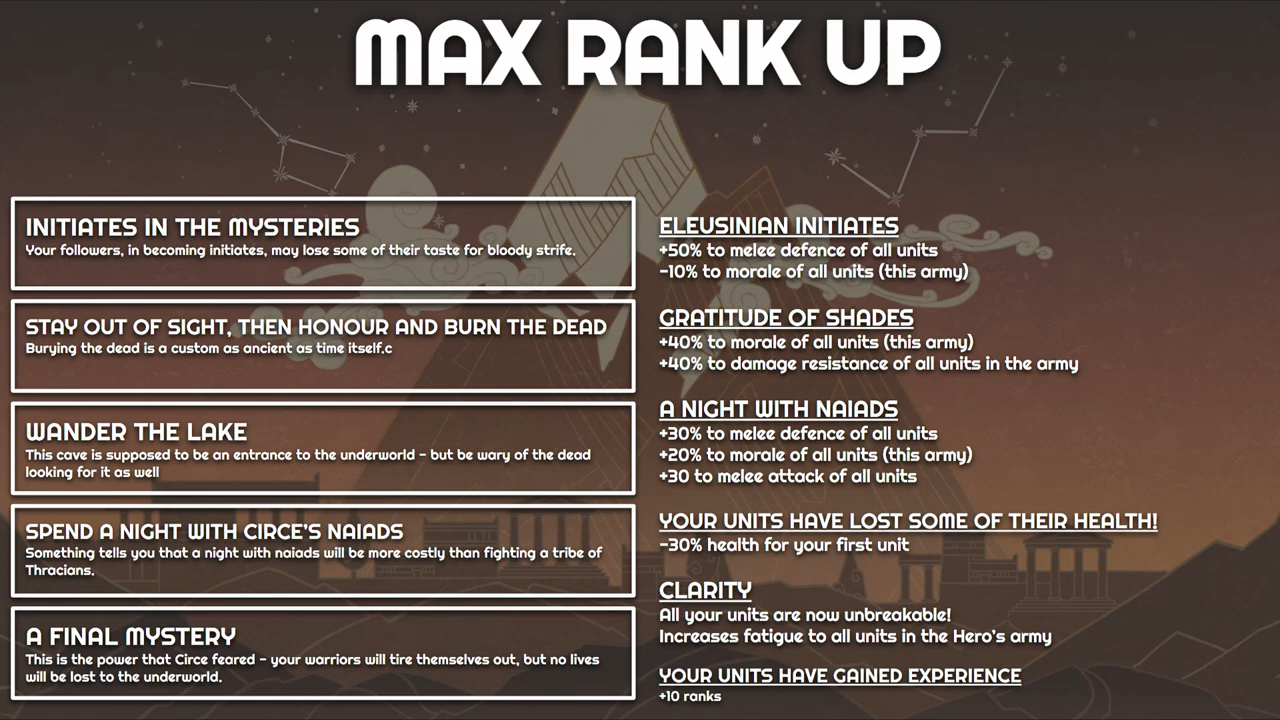 MAX RANK UP
INITIATES IN THE MYSTERIES
Your followers, in becoming initiates, may lose some of their taste for bloody strife.
STAY OUT OF SIGHT, THEN HONOUR AND BURN THE DEAD
Burying the dead is a custom as ancient as time itself.c
WANDER THE LAKE
This cave is supposed to be an entrance to the underworld - but be wary of the dead
looking for it as well
SPEND A NIGHT WITH CIRCE'S NAIADS
Something tells you that a night with naiads will be more costly than fighting a tribe of
Thracians.
A FINAL MYSTERY
This is the power that Circe feared - your warriors will tire themselves out, but no lives
will be lost to the underworld.
ELEUSINIAN INITIATES
+50% to melee defence of all units
-10% to morale of all units (this army)
GRATITUDE OF SHADES
+40% to morale of all units (this army)
+40% to damage resistance of all units in the army
A NIGHT WITH NAIADS
+30% to melee defence of all units
+20% to morale of all units (this army)
+30 to melee attack of all units
YOUR UNITS HAVE LOST SOME OF THEIR HEALTH!
-30% health for your first unit
CLARITY
All your units are now unbreakable!
Increases fatigue to all units in the Hero's army
YOUR UNITS HAVE GAINED EXPERIENCE
+10 ranks